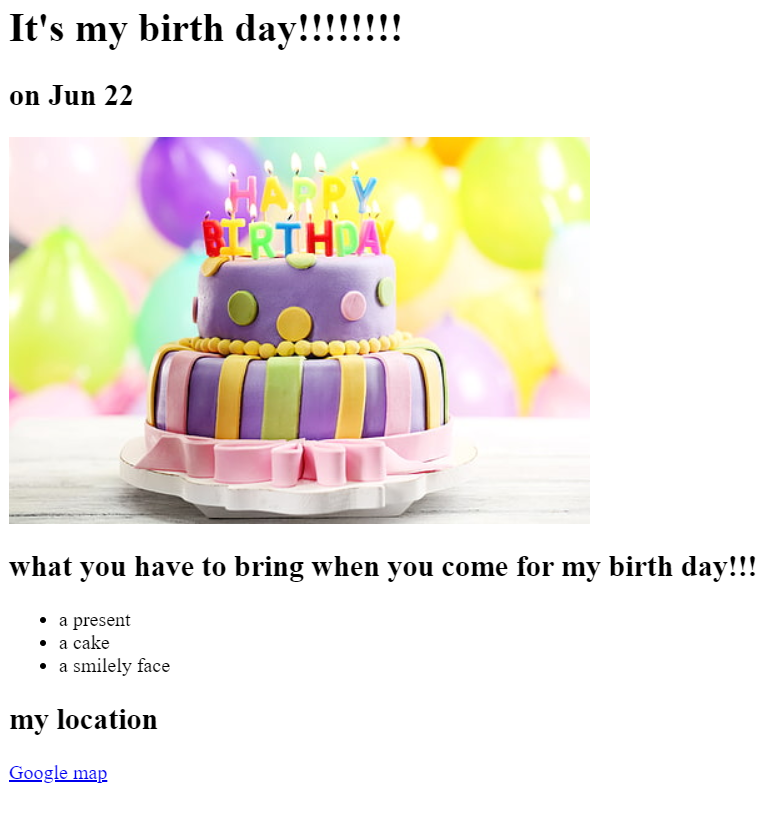 It's my birth day!!!!!!!!
on Jun 22
HAPPY
BIRTHDAY
what you have to bring when you come for my birth day!!!
a present
a cake
a smilely face
my location
Google map